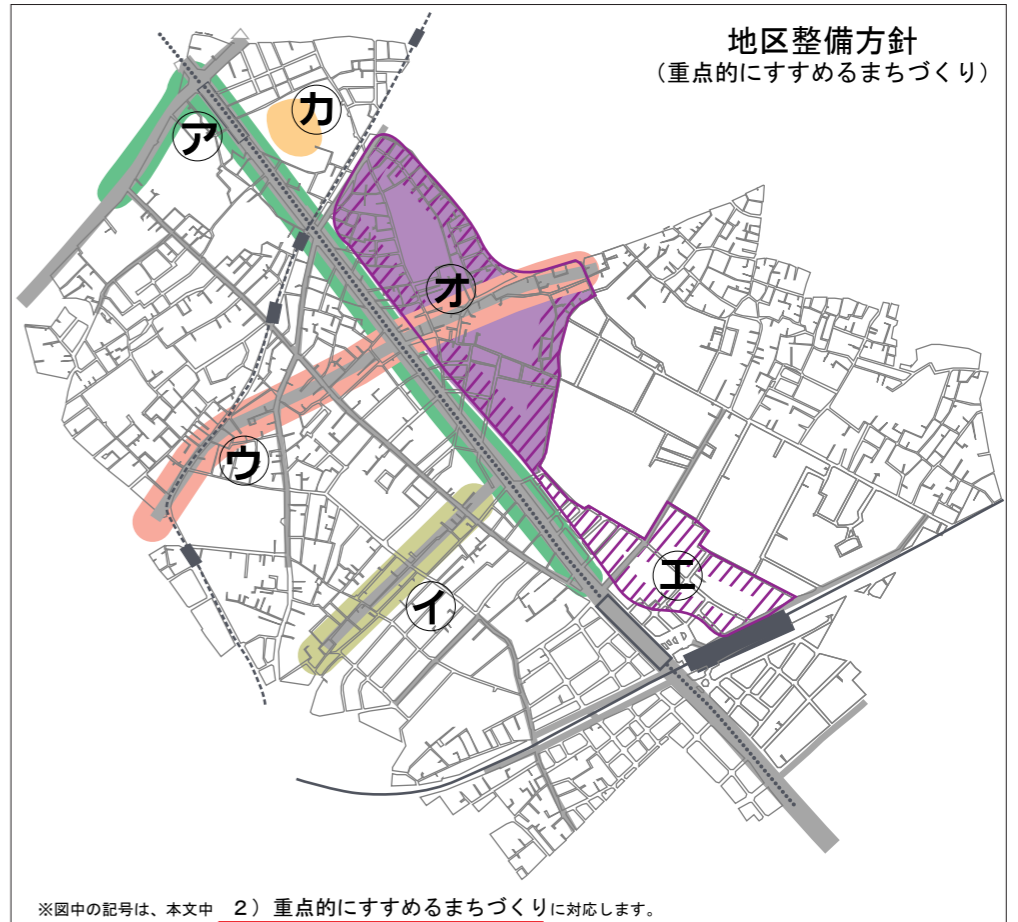 地区整備方針
(重点的にすすめるまちづくり)
カ
ア
オ
ウ
エ
イ
※図中の記号は、本文中 2)重点的にすすめるまちづくりに対応します。